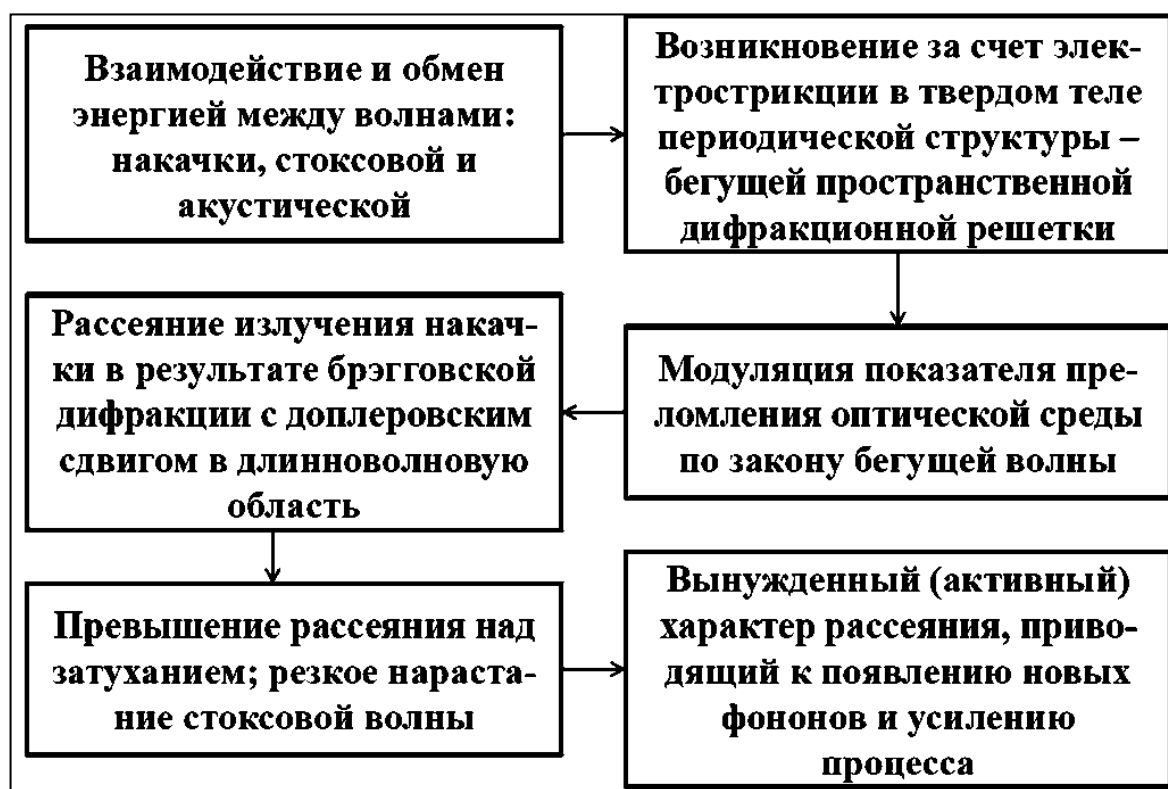 Взаимодействие и обмен
энергией между волнами:
накачки, стоксовой и
акустической
Возникновение за счет элек-
трострикции в твердом теле
периодической структуры –
бегущей пространственной
дифракционной решетки
Модуляция показателя пре-
ломления оптической среды
по закону бегущей волны
Рассеяние излучения накач-
ки в результате брэгговской
дифракции с доплеровским
сдвигом в длинноволновую
область
Превышение рассеяния над
затуханием; резкое нараста-
ние стоксовой волны
Вынужденный (активный)
характер рассеяния, приво-
дящий к появлению новых
фононов и усилению
процесса